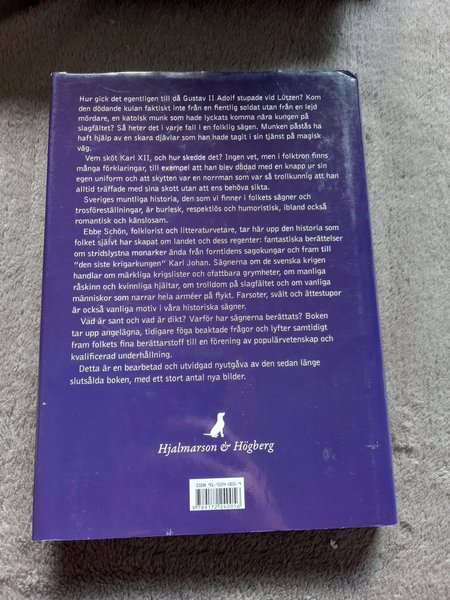 Hur gick det egentligen till då Gustav II Adolf stupade vid Lützen? Kom
den dödande kulan faktiskt inte från en fientlig soldat utan från en lejd
mördare, en katolsk munk som hade lyckats komma nära kungen på
slagfältet? Så heter det i varje fall i en folklig sägen. Munken påstås ha
haft hjälp av en skara djävlar som han hade tagit i sin tjänst på magisk
väg.
Vem sköt Karl XII, och hur skedde det? Ingen vet, men i folktron finns
många förklaringar, till exempel att han blev dödad med en knapp ur sin
egen uniform och att skytten var en norrman som var så trollkunnig att han
alltid träffade med sina skott utan att ens behöva sikta.
Sveriges muntliga historia, den som vi finner i folkets sägner och
trosföreställningar, är burlesk, respektlös och humoristisk, ibland också
romantisk och känslosam.
Ebbe Schön, folklorist och litteraturvetare, tar här upp den historia som
folket självt har skapat om landet och dess regenter: fantastiska berättelser
om stridslystna monarker ända från forntidens sagokungar och fram till
"den siste krigarkungen" Karl Johan. Sägnerna om de svenska krigen
handlar om märkliga krigslister och ofattbara grymheter, om manliga
råskinn och kvinnliga hjältar, om trolldom på slagfältet och om vanliga
människor som narrar hela arméer på flykt. Farsoter, svält och ättestupor
är också vanliga motiv i våra historiska sägner.
Vad är sant och vad är dikt? Varför har sägnerna berättats? Boken
tar upp angelägna, tidigare föga beaktade frågor och lyfter samtidigt
fram folkets fina berättarstoff till en förening av populärvetenskap och
kvalificerad underhållning.
Detta är en bearbetad och utvidgad nyutgåva av den sedan länge
slutsålda boken, med ett stort antal nya bilder.
Hjalmarson & Högberg
ISBN 91-7224-005-9
9789172240056